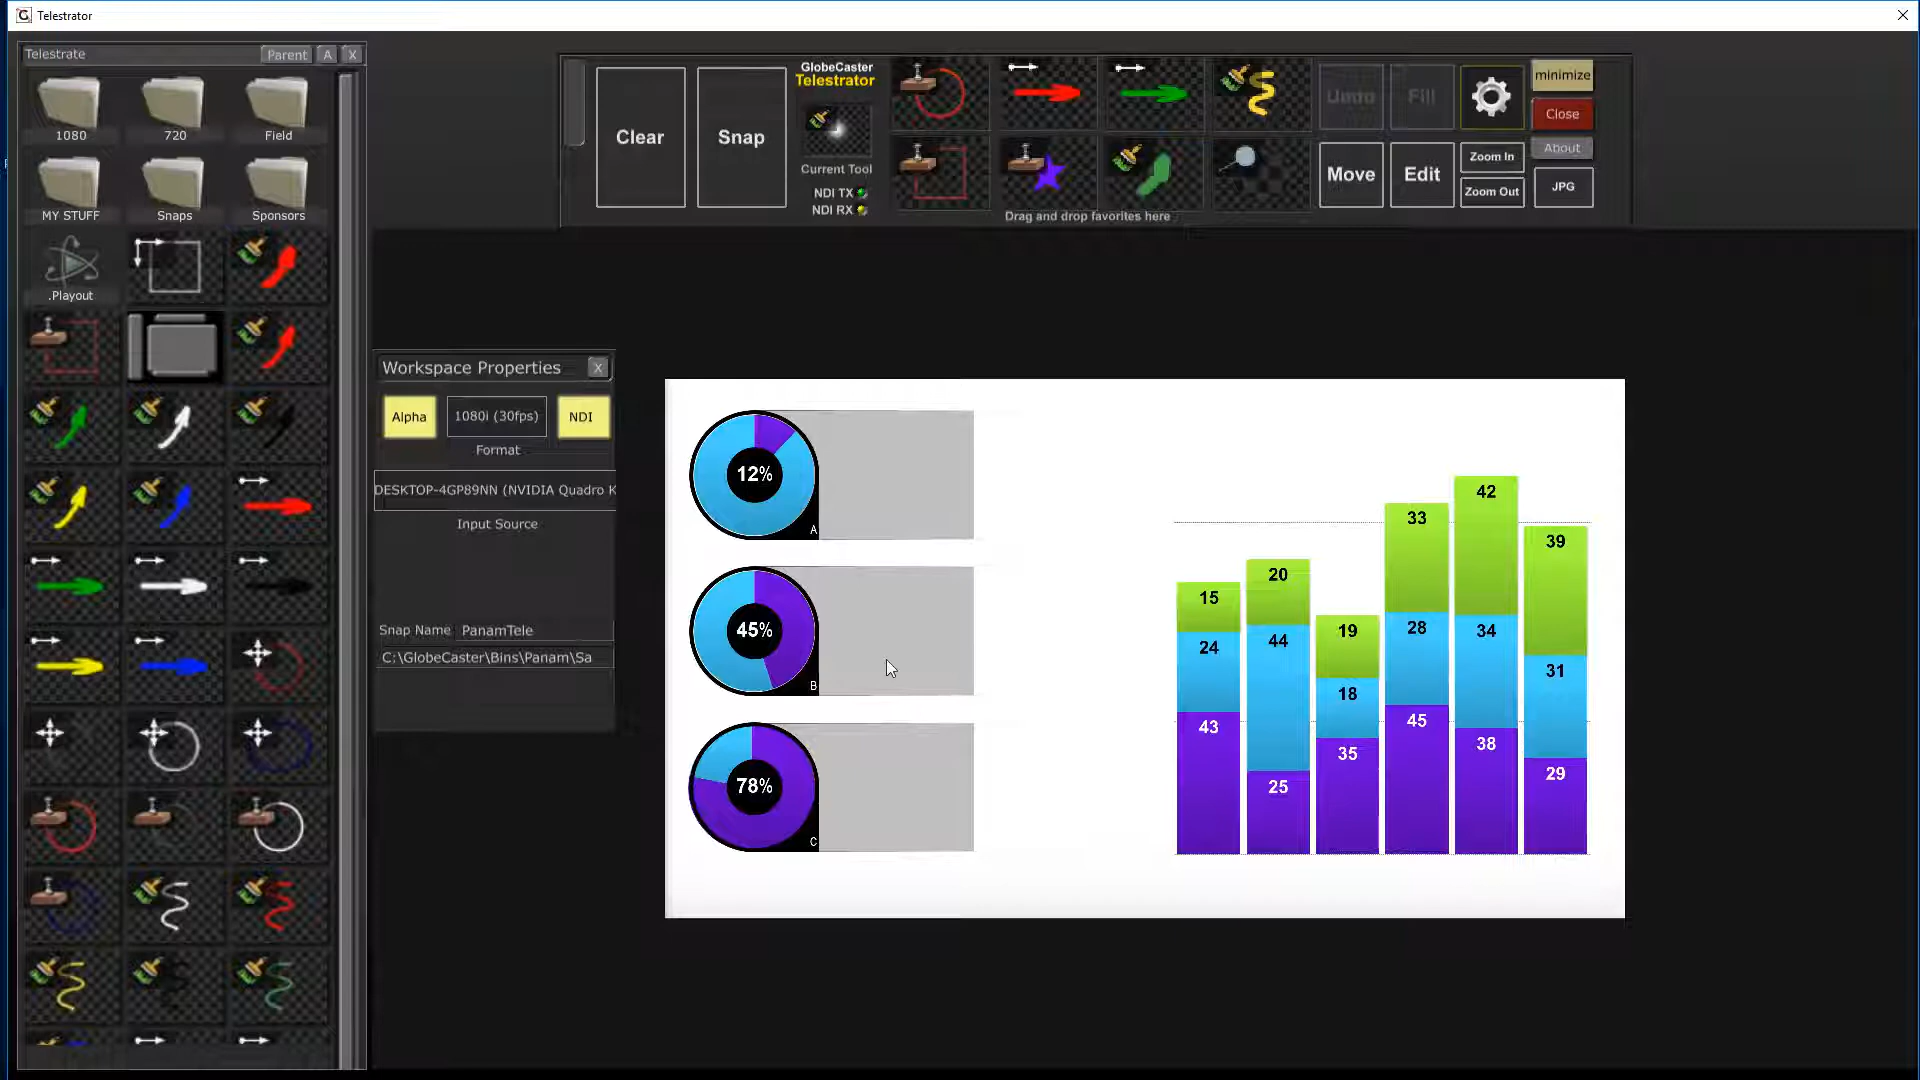 Telestrator
Telestrate
Parent
A
X
1080
720
Field
MY STUFF
Snaps
Sponsors
.Playout
Clear
Snap
GlobeCaster
Telestrator
Current Tool
NDI TX
NDI RX
Drag and drop favorites here
Undo
Fill
Move
Edit
Zoom In
Zoom Out
minimize
Close
About
JPG
Workspace Properties
X
Alpha
1080i (30fps)
NDI
Format
DESKTOP-4GP89NN (NVIDIA Quadro K
Input Source
Snap Name PanamTele
C:\GlobeCaster\Bins\Panam\Sa
12%
A
45%
B
78%
C
15
24
43
20
44
25
19
18
35
33
28
45
42
34
38
39
31
29